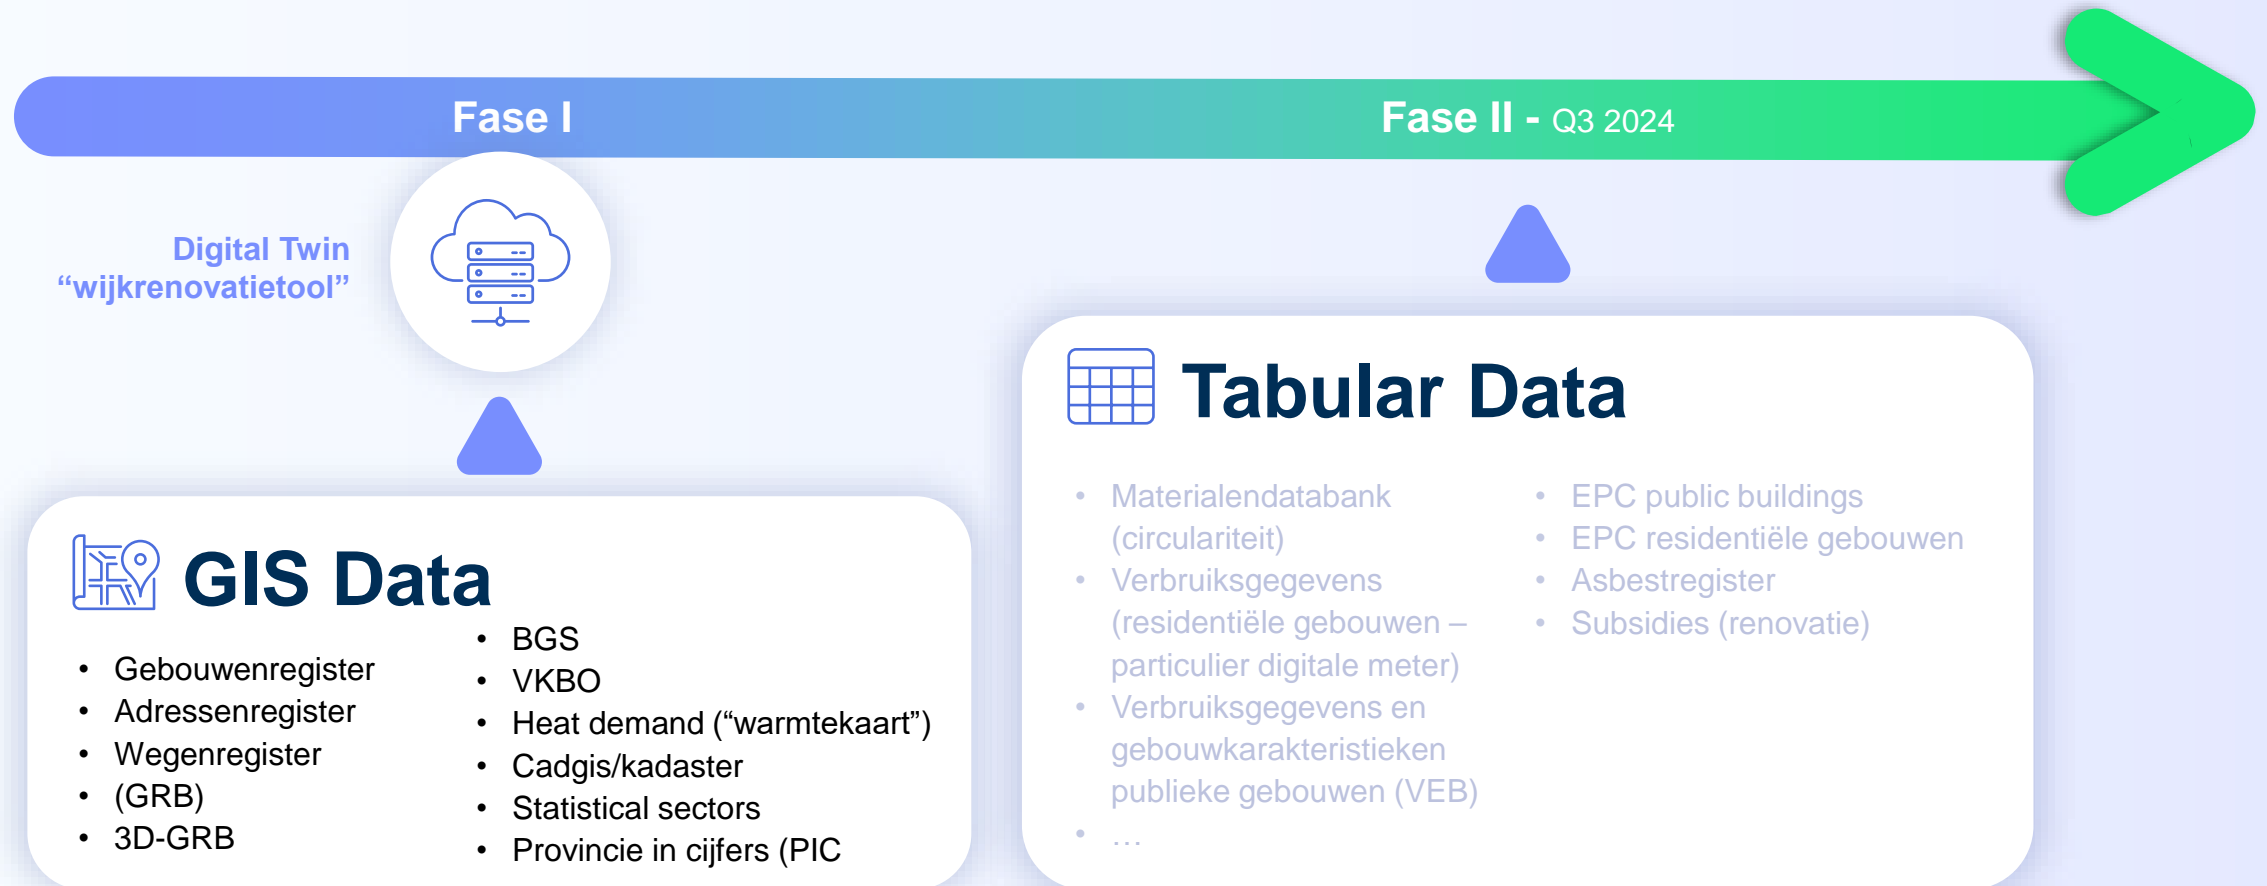 Fase I
Fase II - Q3 2024
Digital Twin
“wijkrenovatietool”
GIS Data
• Gebouwenregister
• Adressenregister
• Wegenregister
• (GRB)
• 3D-GRB
• BGS
• VKBO
• Heat demand (“warmtekaart”)
• Cadgis/kadaster
• Statistical sectors
• Provincie in cijfers (PIC
Tabular Data
• Materialendatabank
(circulariteit)
• Verbruiksgegevens
(residentiële gebouwen –
particulier digitale meter)
• Verbruiksgegevens en
gebouwkarakteristieken
publieke gebouwen (VEB)
• …
• EPC public buildings
• EPC residentiële gebouwen
• Asbestregister
• Subsidies (renovatie)